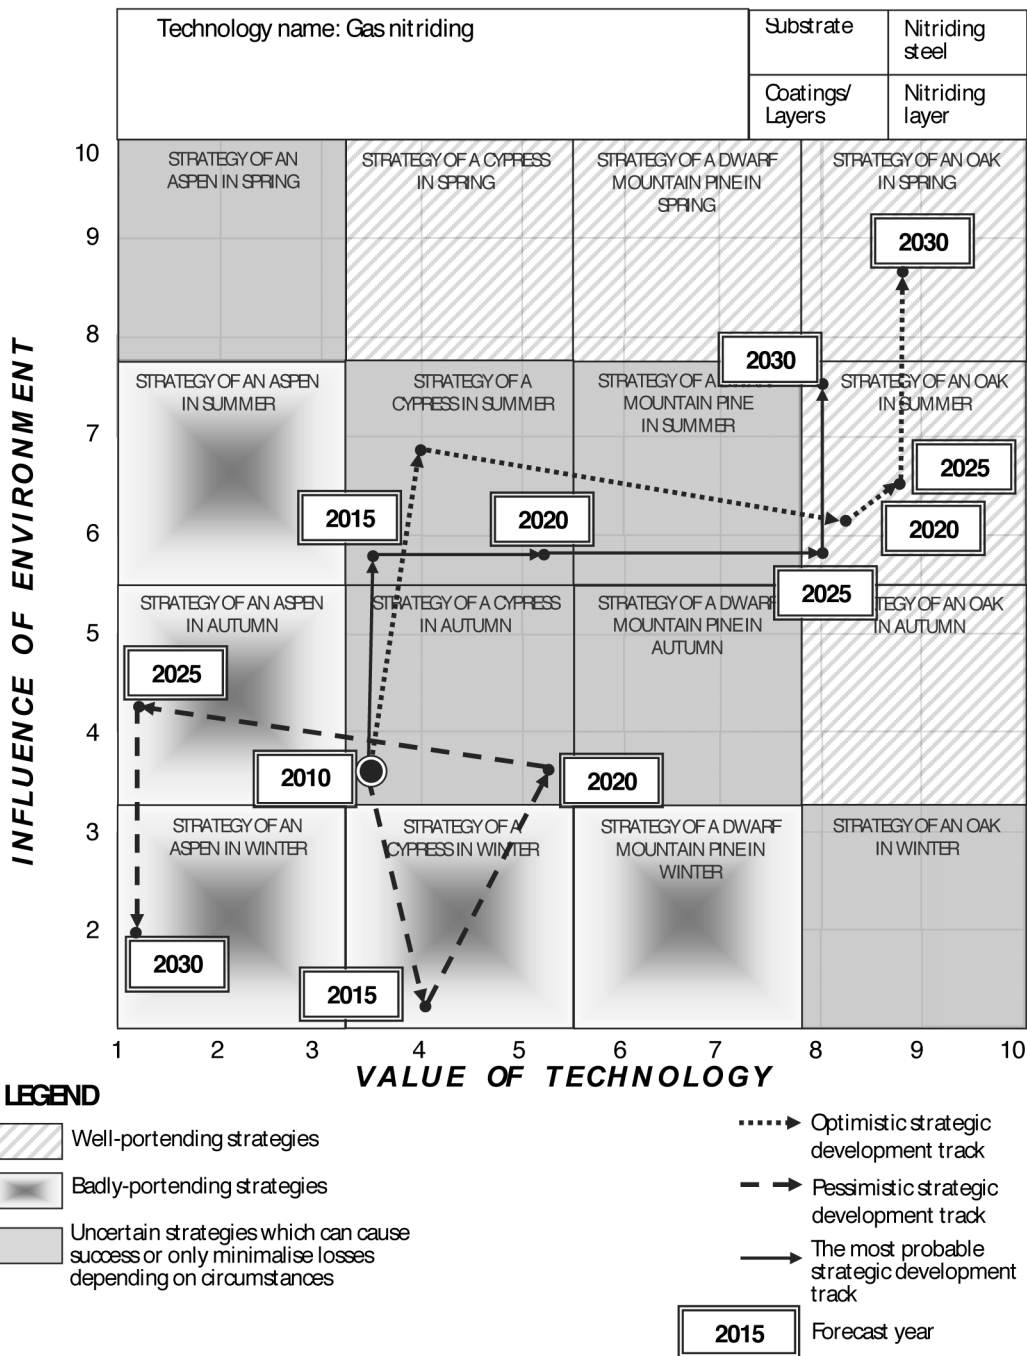 Technology name: Gas nitriding
Substrate
Nitriding
steel
Coatings/
Layers
Nitriding
layer
INFLUENCE OF ENVIRONMENT
10
9
8
7
6
5
4
3
2
STRATEGY OF AN
ASPEN IN SPRING
STRATEGY OF A CYPRESS
IN SPRING
STRATEGY OF A DWARF
MOUNTAIN PINE IN
SPRING
STRATEGY OF AN OAK
IN SPRING
2030
2030
STRATEGY OF AN ASPEN
IN SUMMER
STRATEGY OF A
CYPRESS IN SUMMER
STRATEGY OF A
MOUNTAIN PINE
IN SUMMER
STRATEGY OF AN OAK
IN SUMMER
2025
2015
2020
2020
2025
STRATEGY OF AN ASPEN
IN AUTUMN
STRATEGY OF A CYPRESS
IN AUTUMN
STRATEGY OF A DWARF
MOUNTAIN PINE IN
AUTUMN
TEGY OF AN OAK
IN AUTUMN
2025
2010
2020
STRATEGY OF AN
ASPEN IN WINTER
STRATEGY OF A
CYPRESS IN WINTER
STRATEGY OF A DWARF
MOUNTAIN PINE IN
WINTER
STRATEGY OF AN OAK
IN WINTER
2030
2015
1 2 3 4 5 6 7 8 9 10
VALUE OF TECHNOLOGY
LEGEND
Well-portending strategies
Badly-portending strategies
Uncertain strategies which can cause
success or only minimalise losses
depending on circumstances
Optimistic strategic
development track
Pessimistic strategic
development track
The most probable
strategic development
track
2015
Forecast year